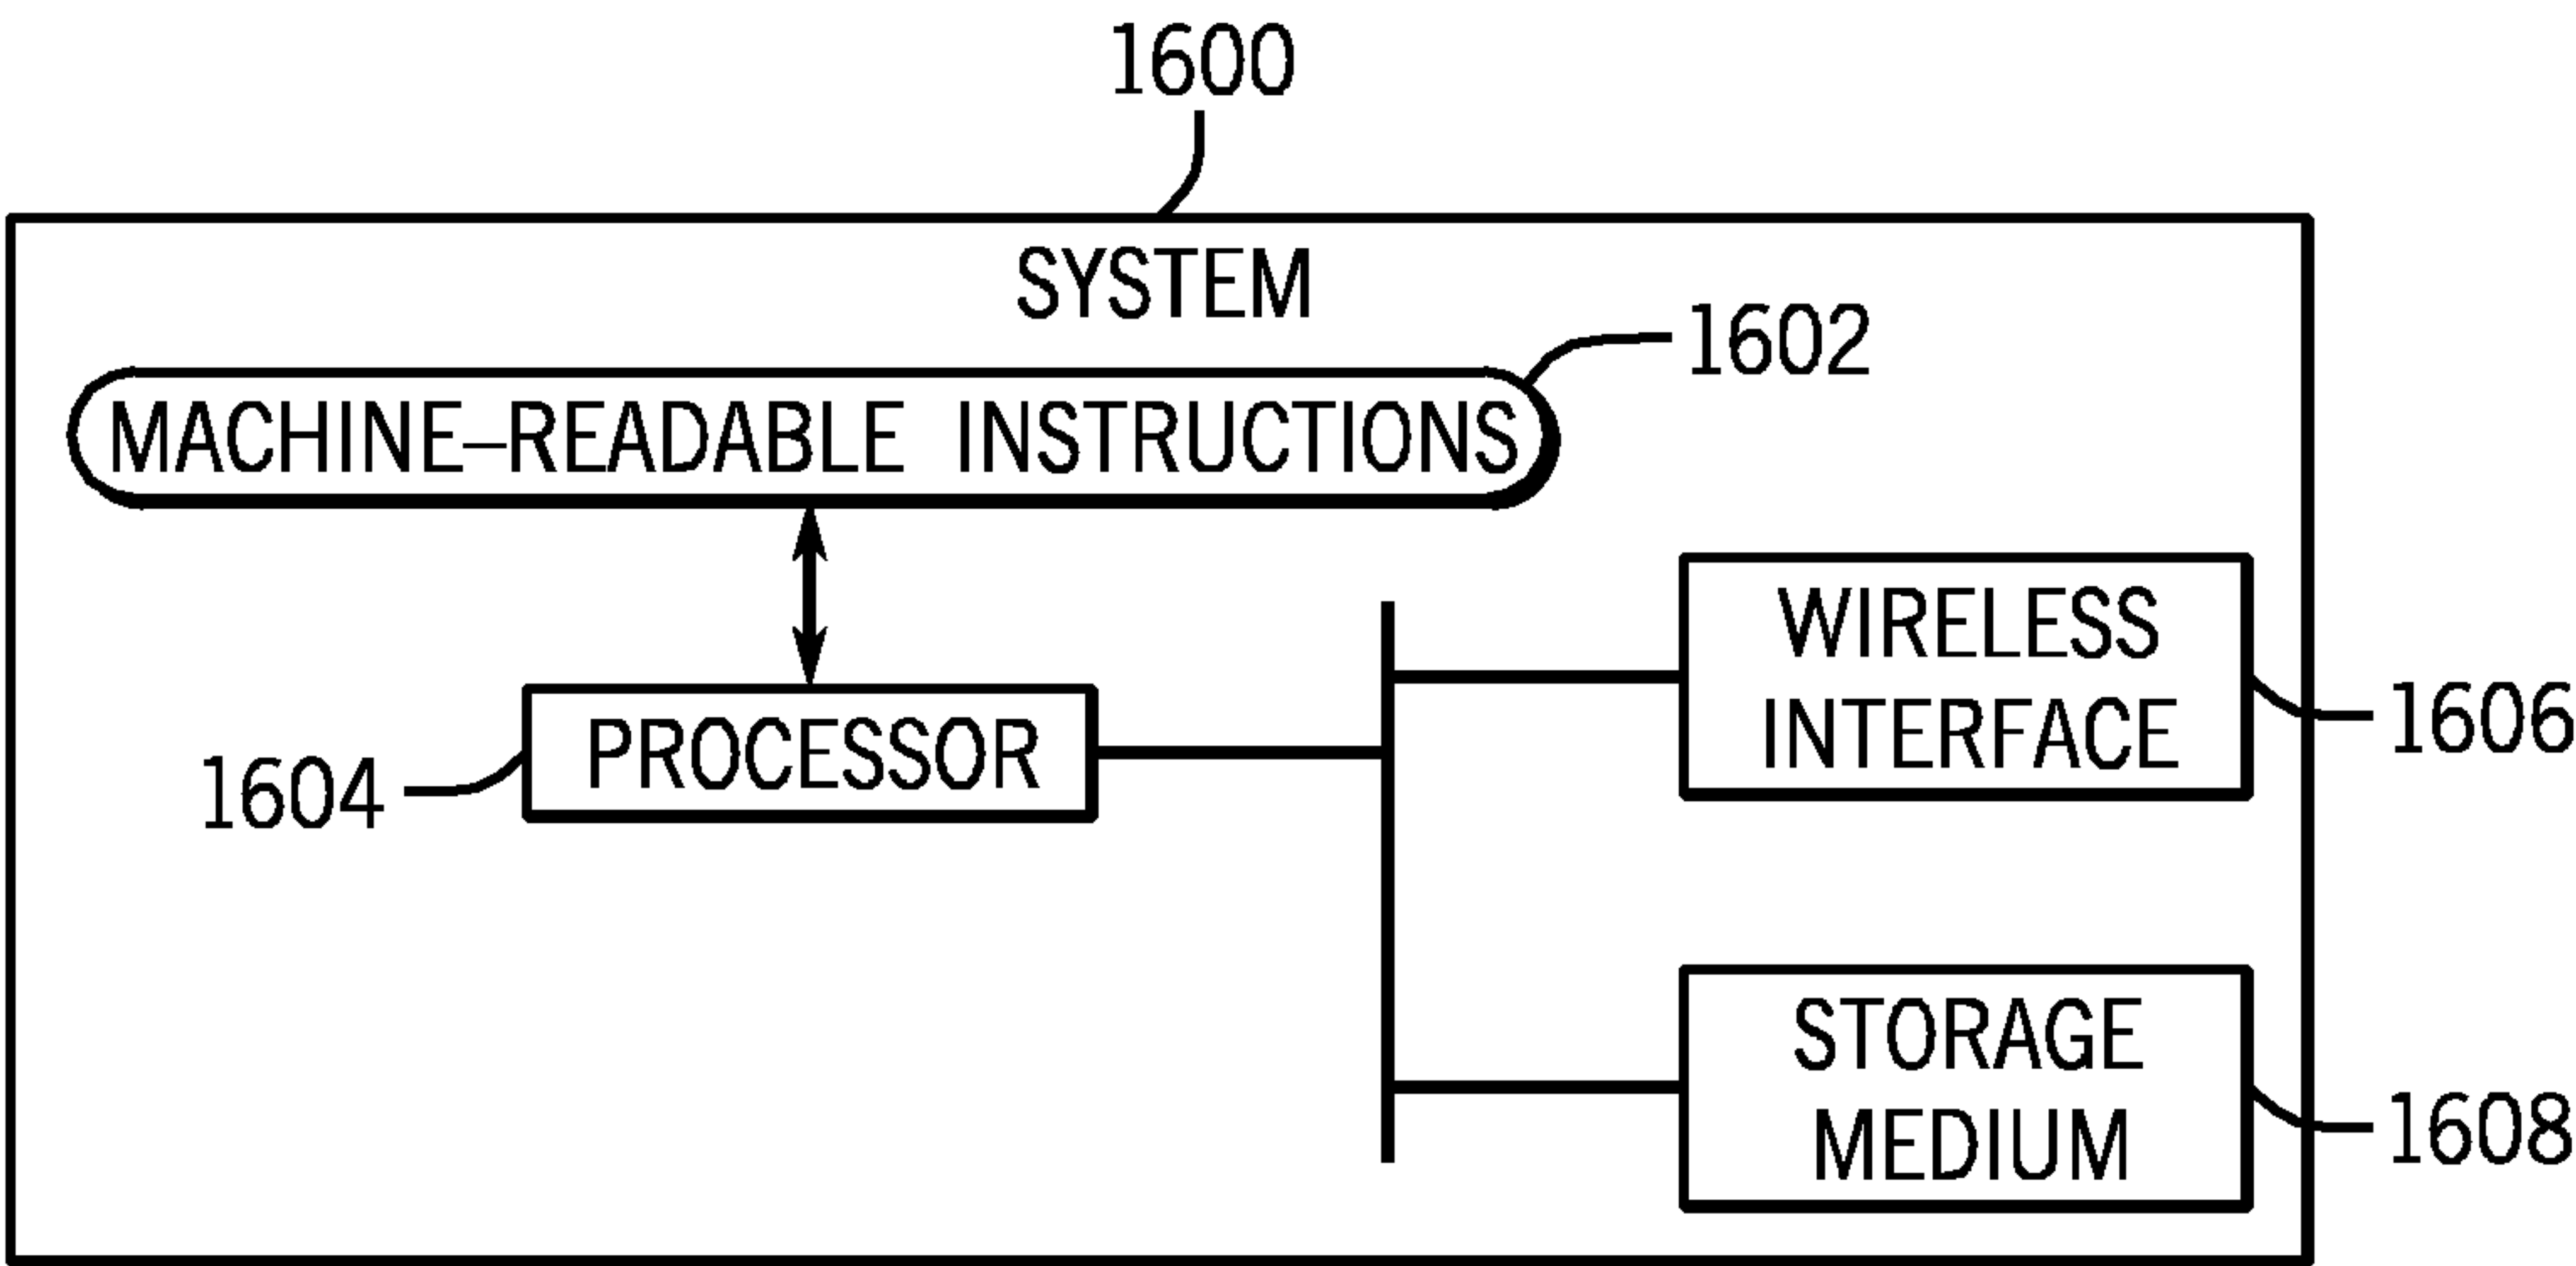 1600
SYSTEM
1602
MACHINE–READABLE INSTRUCTIONS
WIRELESS
INTERFACE
1606
PROCESSOR
1604
STORAGE
MEDIUM
1608